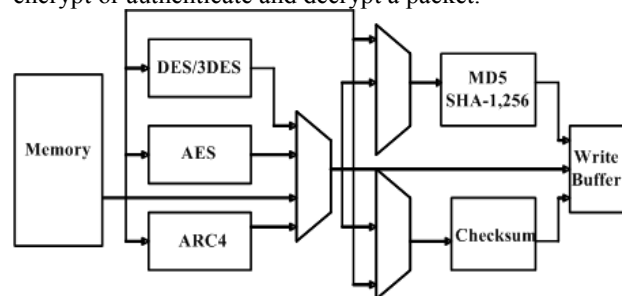 encrypt or authenticate and decrypt a packet.
DES/3DES
MD5
SHA-1,256
Memory
AES
Write
Buffer
ARC4
Checksum